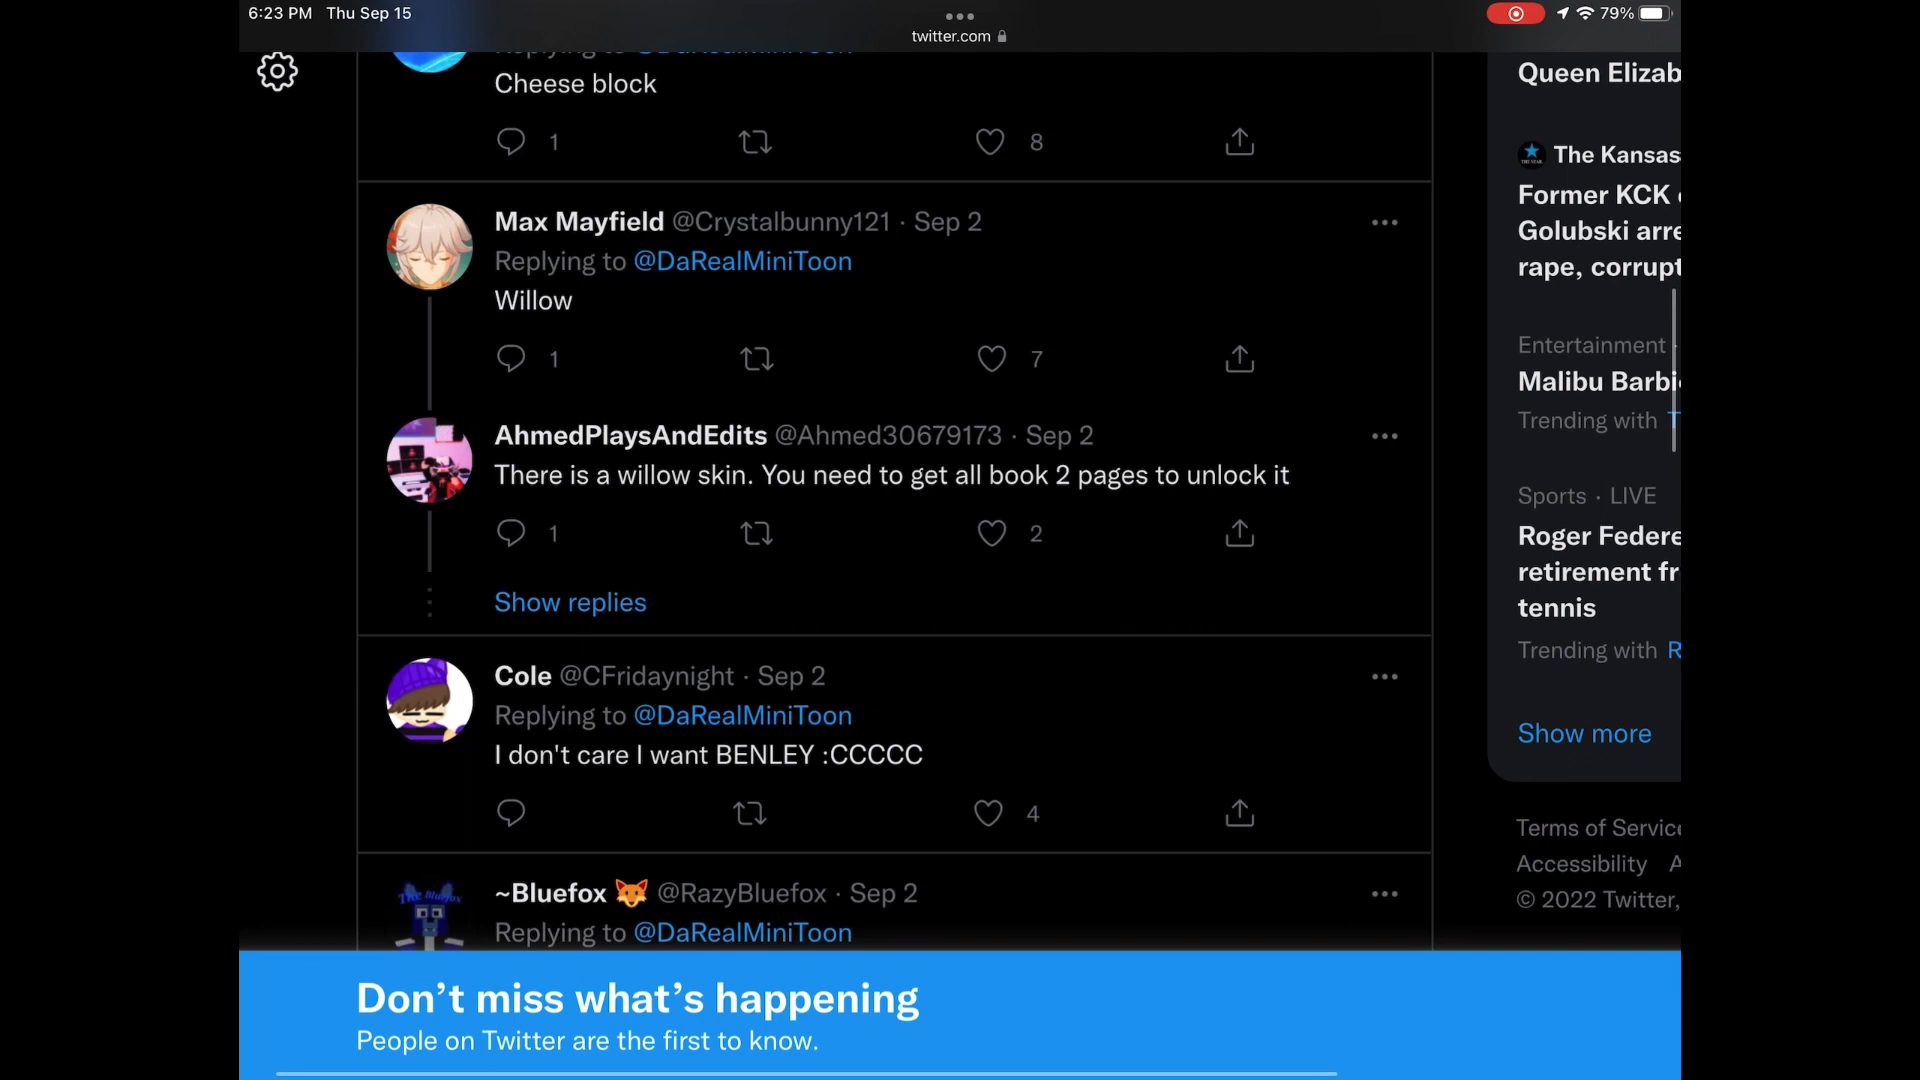 6:23 PM Thu Sep 15
79%
twitter.com
Replying to @DaRealMiniToon
Cheese block
1 8
Max Mayfield @Crystalbunny121 · Sep 2
Replying to @DaRealMiniToon
Willow
1 7
AhmedPlaysAndEdits @Ahmed30679173 · Sep 2
There is a willow skin. You need to get all book 2 pages to unlock it
1 2
Show replies
Cole @CFridaynight · Sep 2
Replying to @DaRealMiniToon
I don't care I want BENLEY :CCCCC
4
~Bluefox 🦊 @RazyBluefox · Sep 2
Replying to @DaRealMiniToon
Queen Elizab
The Kansas
Former KCK
Golubski arre
rape, corrupt
Entertainment ·
Malibu Barbi
Trending with T
Sports · LIVE
Roger Federe
retirement fr
tennis
Trending with R
Show more
Terms of Service
Accessibility A
© 2022 Twitter,
Don’t miss what’s happening
People on Twitter are the first to know.